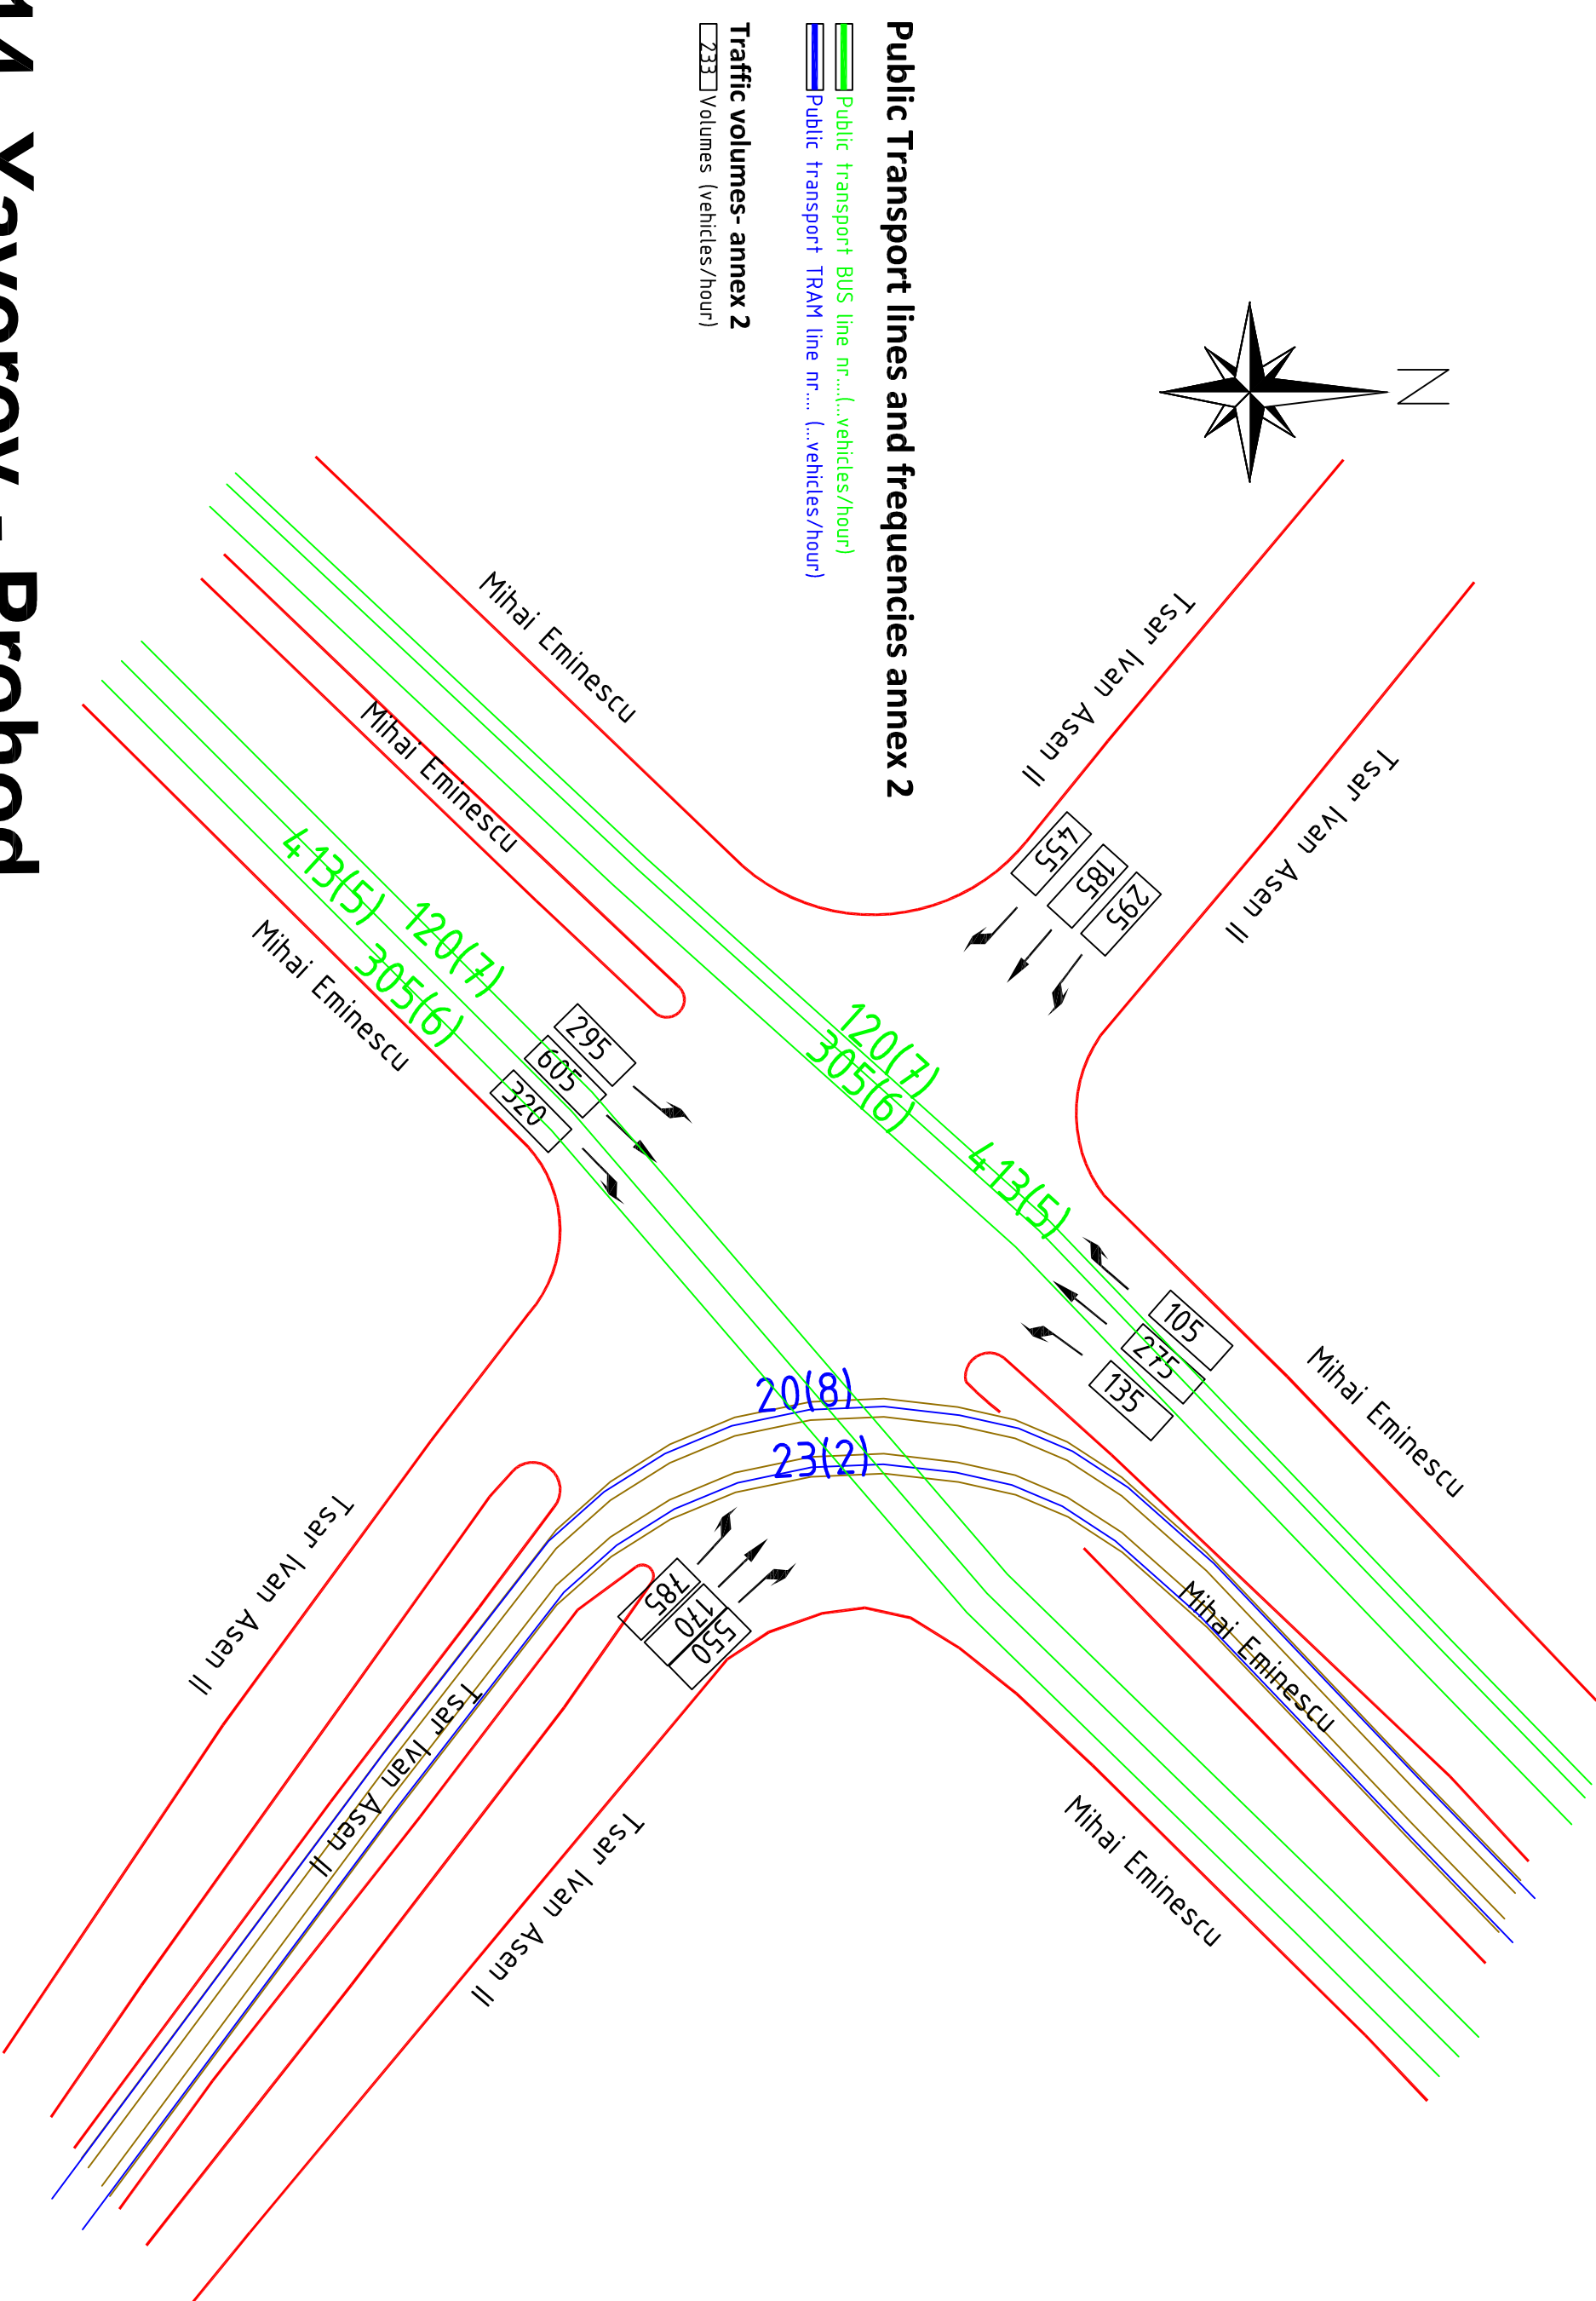 14 Yavorov - Prohod
Public Transport lines and frequencies annex 2
Public transport BUS line nr....(...vehicles/hour)
Public transport TRAM line nr.... (...vehicles/hour)
Traffic volumes- annex 2
233 Volumes (vehicles/hour)
N
Tsar Ivan Asen II
Tsar Ivan Asen II
455
185
295
Mihai Eminescu
Mihai Eminescu
Mihai Eminescu
413(5)
120(7)
305(6)
295
605
320
120(7)
305(6)
413(5)
105
275
135
Mihai Eminescu
Mihai Eminescu
Mihai Eminescu
20(8)
23(2)
785
170
550
Tsar Ivan Asen II
Tsar Ivan Asen II
Tsar Ivan Asen II